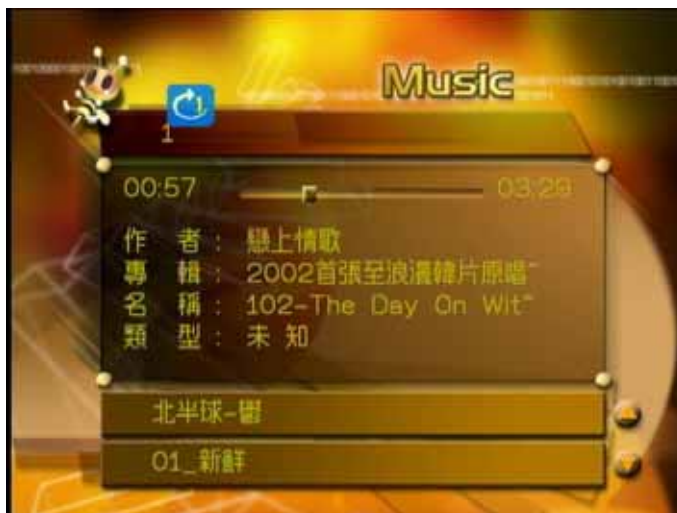 Music
1
1
00:57 03:29
作 者： 戀上情歌
專 輯： 2002首張至浪漫韓片原唱~
名 稱： 102-The Day On Wit~
類 型： 未 知
北半球-
01_新鮮